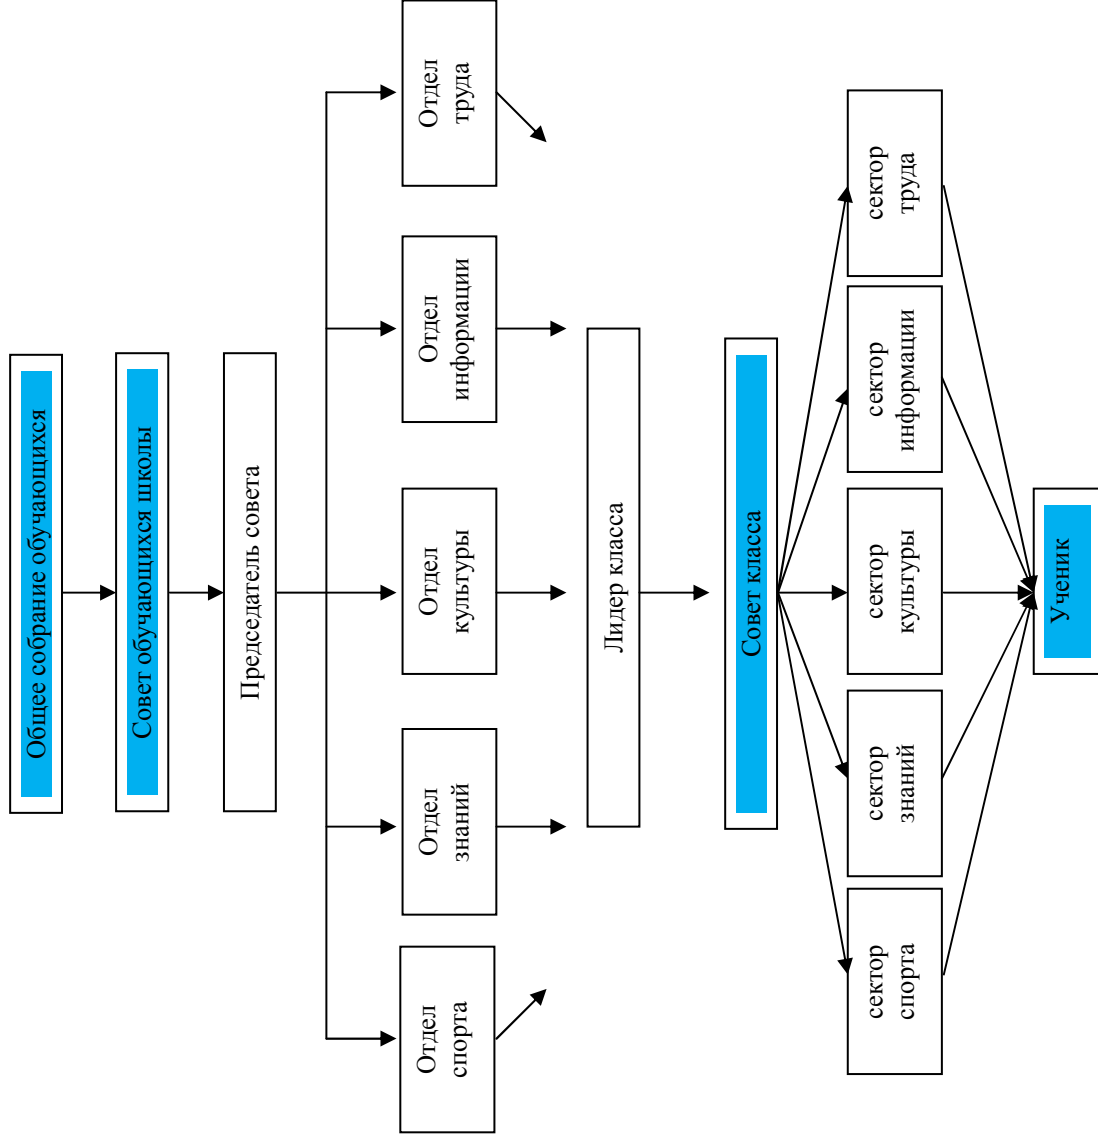 Общее собрание обучающихся
Совет обучающихся школы
Председатель совета
Отдел
спорта
Отдел
знаний
Отдел
культуры
Отдел
информации
Отдел
труда
Лидер класса
Совет класса
сектор
спорта
сектор
знаний
сектор
культуры
сектор
информации
сектор
труда
Ученик